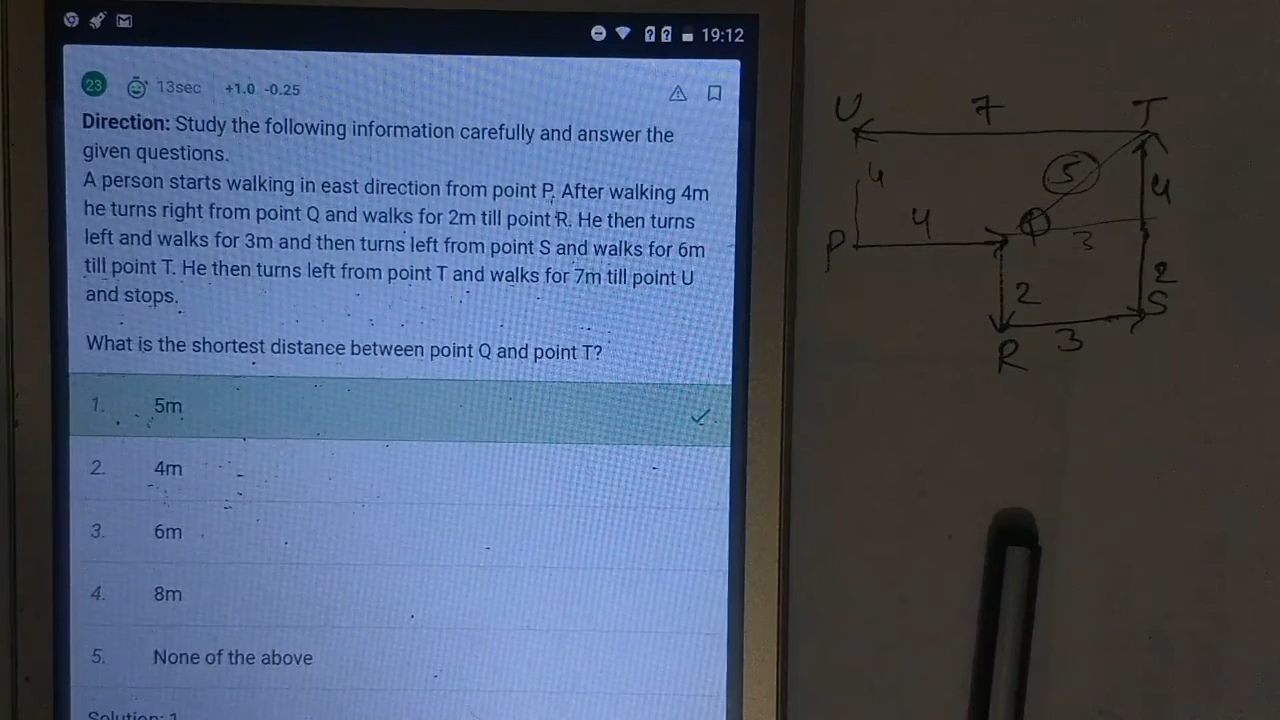 19:12
23 13sec +1.0 -0.25
Direction: Study the following information carefully and answer the
given questions.
A person starts walking in east direction from point P. After walking 4m
he turns right from point Q and walks for 2m till point R. He then turns
left and walks for 3m and then turns left from point S and walks for 6m
till point T. He then turns left from point T and walks for 7m till point U
and stops.
What is the shortest distance between point Q and point T?
1. 5m
2. 4m
3. 6m
4. 8m
5. None of the above
Solution: 1
U 7 T
4 5 4
P 4 3
2 2
R 3 S